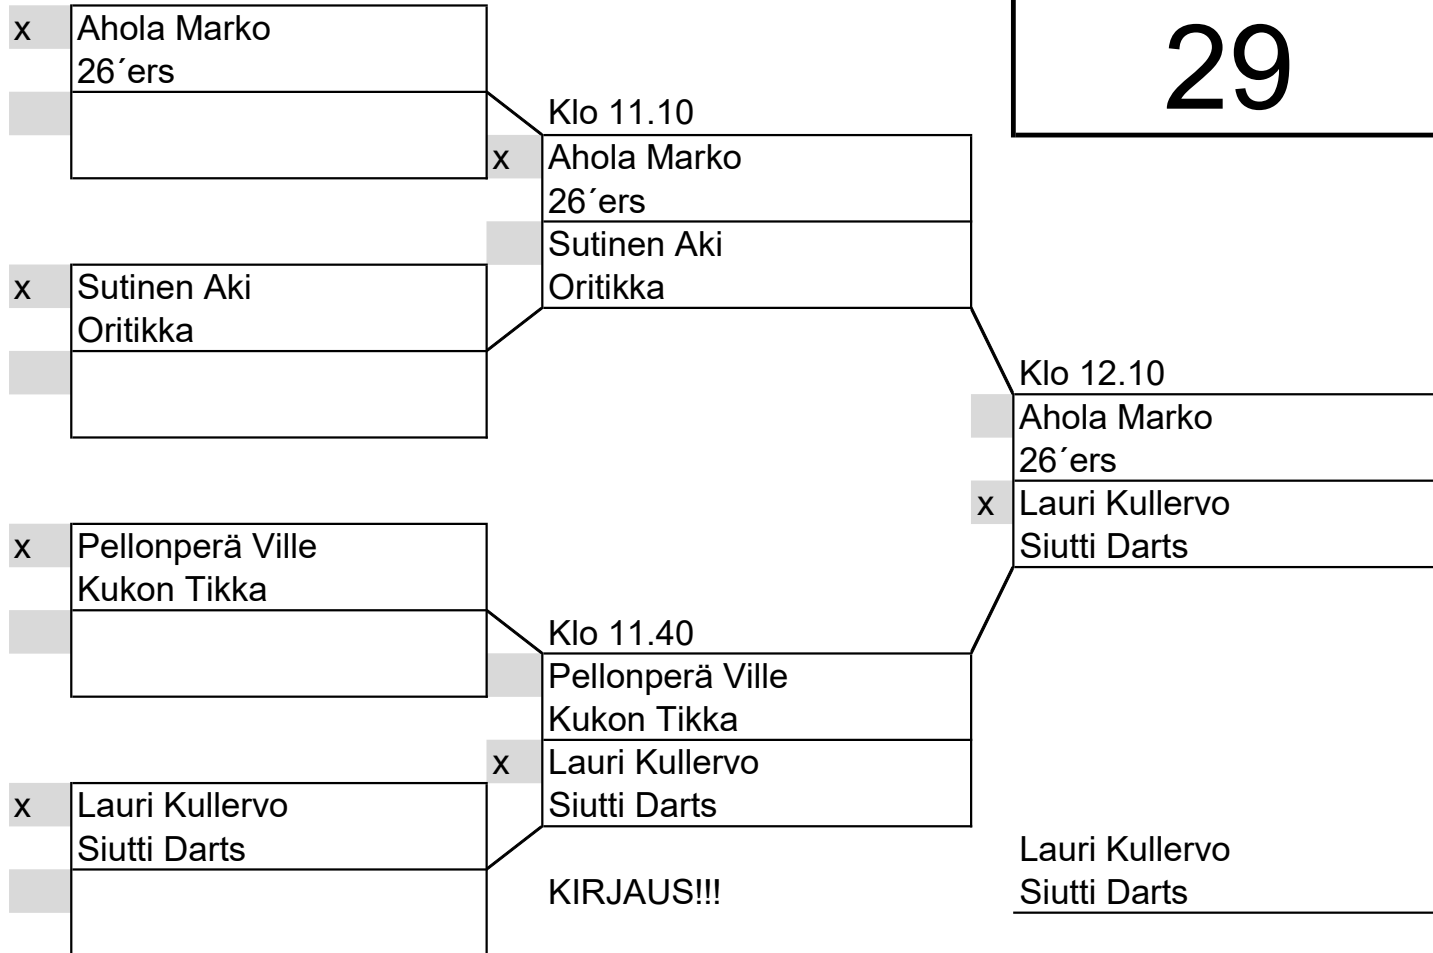 29
x Ahola Marko
26´ers
Klo 11.10
x Ahola Marko
26´ers
Sutinen Aki
Oritikka
x Sutinen Aki
Oritikka
Klo 12.10
Ahola Marko
26´ers
x Lauri Kullervo
Siutti Darts
x Pellonperä Ville
Kukon Tikka
Klo 11.40
Pellonperä Ville
Kukon Tikka
x Lauri Kullervo
Siutti Darts
x Lauri Kullervo
Siutti Darts
KIRJAUS!!!
Lauri Kullervo
Siutti Darts